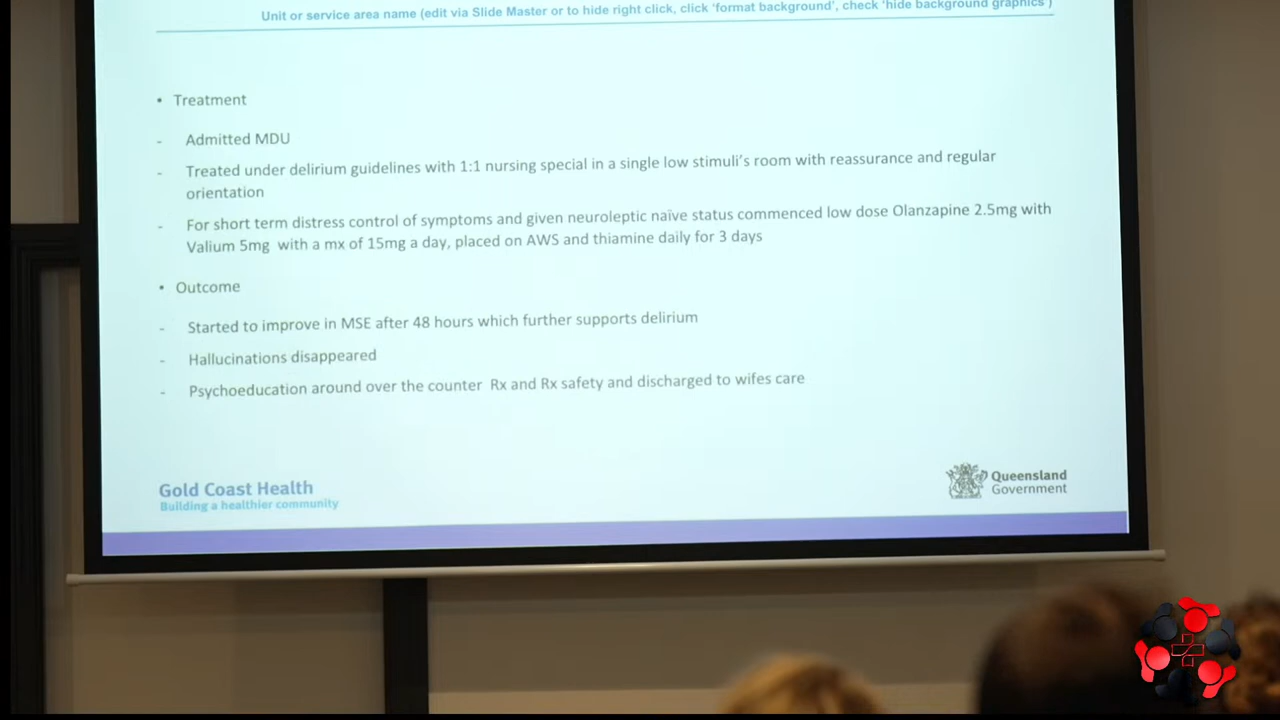 Unit or service area name (edit via Slide Master or to hide right click, click ‘format background’, check ‘hide background graphics’)
• Treatment
- Admitted MDU
- Treated under delirium guidelines with 1:1 nursing special in a single low stimuli’s room with reassurance and regular
orientation
- For short term distress control of symptoms and given neuroleptic naïve status commenced low dose Olanzapine 2.5mg with
Valium 5mg with a mx of 15mg a day, placed on AWS and thiamine daily for 3 days
• Outcome
- Started to improve in MSE after 48 hours which further supports delirium
- Hallucinations disappeared
- Psychoeducation around over the counter Rx and Rx safety and discharged to wifes care
Gold Coast Health
Building a healthier community
Queensland
Government